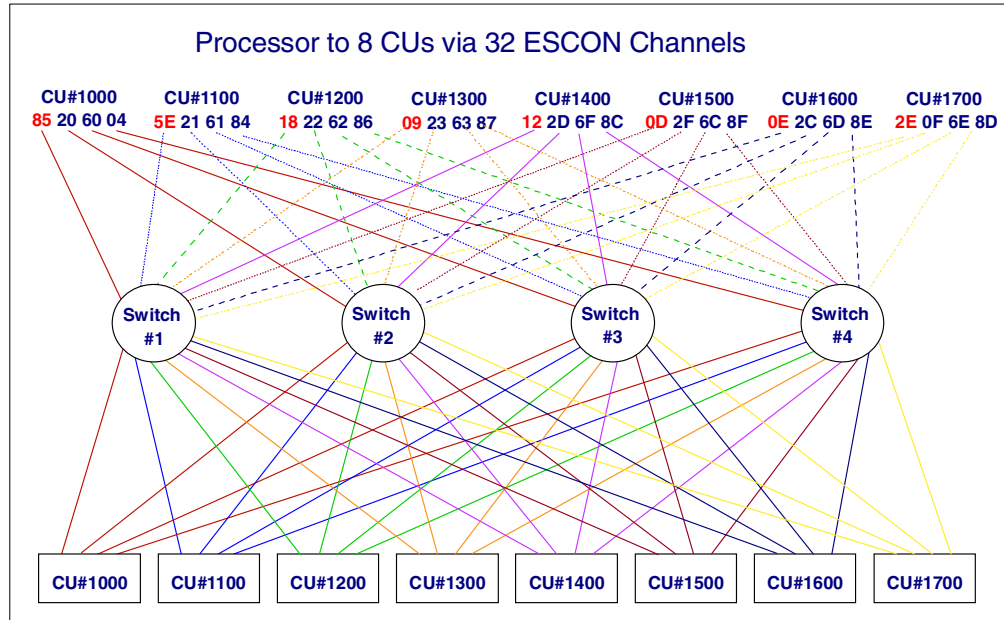 Processor to 8 CUs via 32 ESCON Channels
CU#1000 CU#1100 CU#1200 CU#1300 CU#1400 CU#1500 CU#1600 CU#1700
85 20 60 04 5E 21 61 84 18 22 62 86 09 23 63 87 12 2D 6F 8C 0D 2F 6C 8F 0E 2C 6D 8E 2E 0F 6E 8D
Switch Switch Switch Switch
#1 #2 #3 #4
CU#1000 CU#1100 CU#1200 CU#1300 CU#1400 CU#1500 CU#1600 CU#1700